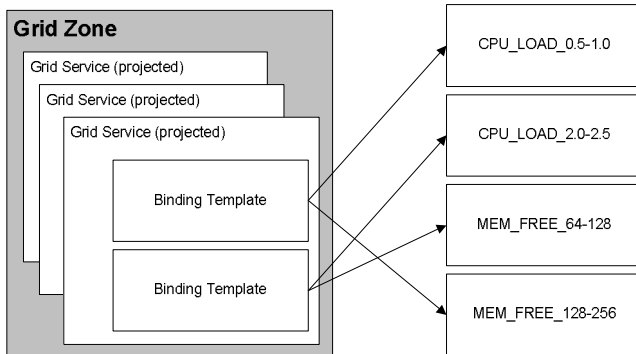 Grid Zone
Grid Service (projected)
Grid Service (projected)
Grid Service (projected)
Binding Template
Binding Template
CPU_LOAD_0.5-1.0
CPU_LOAD_2.0-2.5
MEM_FREE_64-128
MEM_FREE_128-256